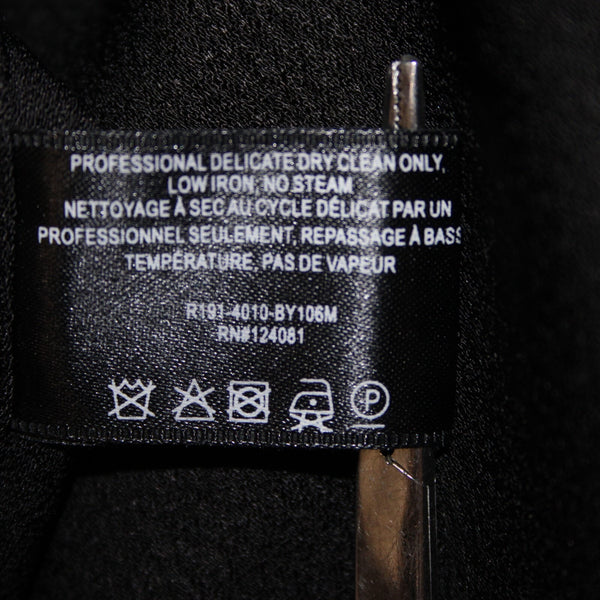 PROFESSIONAL DELICATE DRY CLEAN ONLY,
LOW IRON, NO STEAM
NETTOYAGE À SEC AU CYCLE DÉLICAT PAR UN
PROFESSIONNEL SEULEMENT, REPASSAGE À BASS
TEMPÉRATURE, PAS DE VAPEUR
R191-4010-BY106M
RN#124081
P